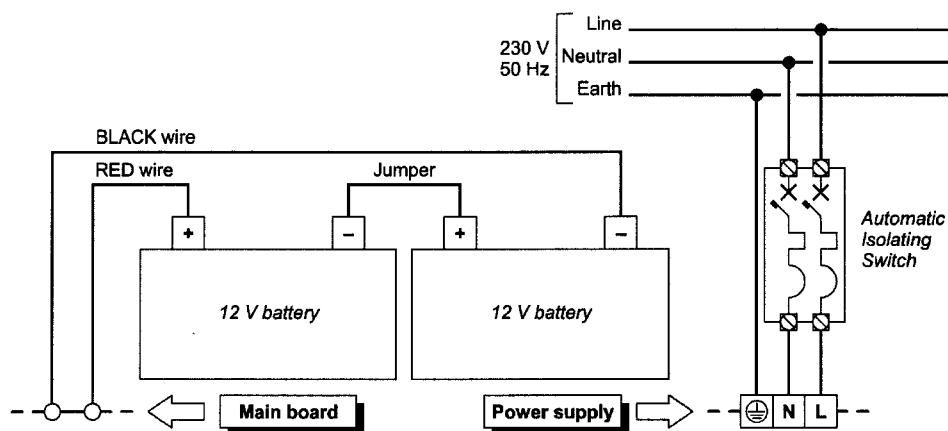 Line
230 V
50 Hz
Neutral
Earth
BLACK wire
RED wire
Jumper
+
–
+
–
Automatic
Isolating
Switch
12 V battery
12 V battery
Main board
Power supply
N
L